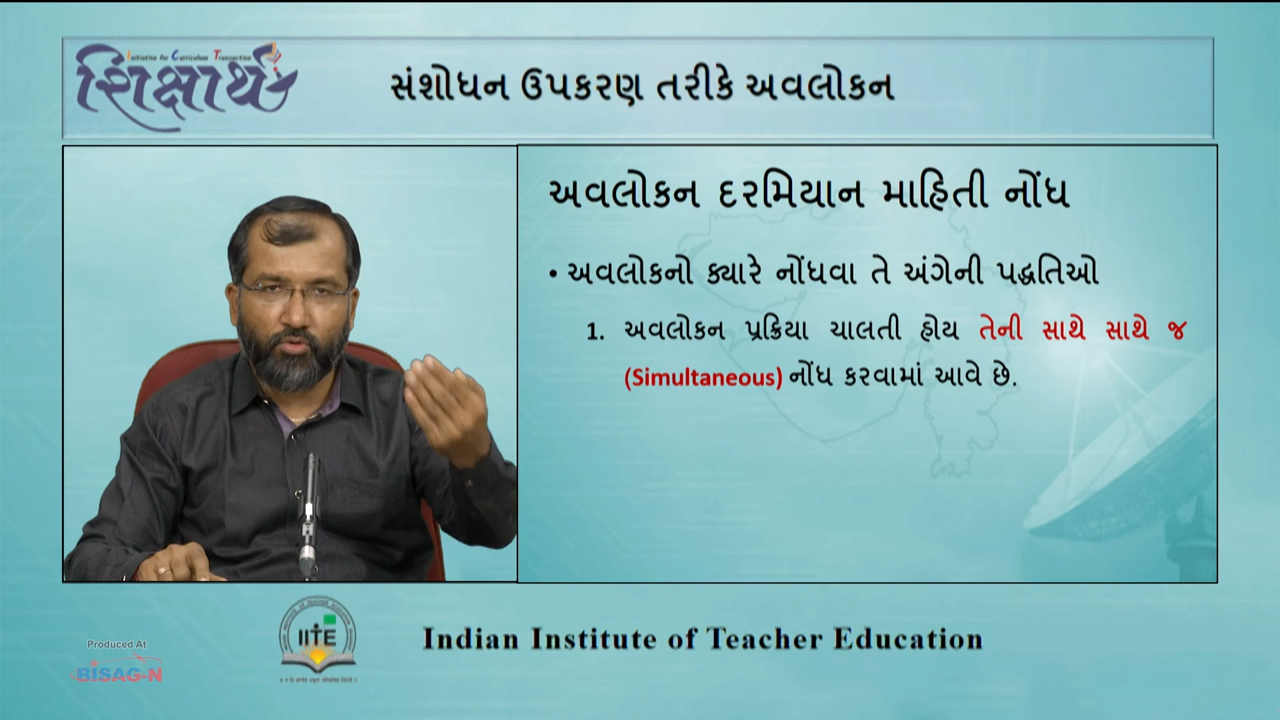 શિક્ષાર્થ
Initiative for Curriculum Transaction
સંશોધન ઉપકરણ તરીકે અવલોકન
અવલોકન દરમિયાન માહિતી નોંધ
• અવલોકનો ક્યારે નોંધવા તે અંગેની પદ્ધતિઓ
1. અવલોકન પ્રક્રિયા ચાલતી હોય તેની સાથે સાથે જ
(Simultaneous) નોંધ કરવામાં આવે છે.
IITE
Indian Institute of Teacher Education
Produced At
BISAG-N